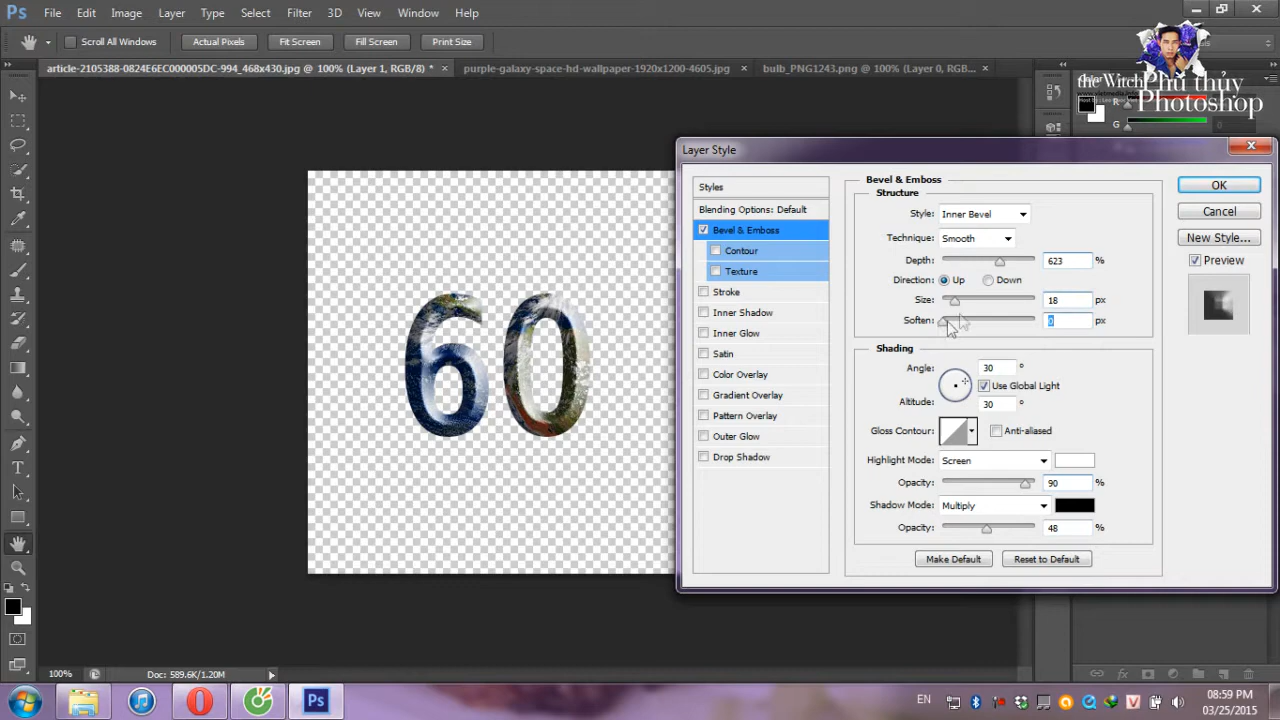 Ps File Edit Image Layer Type Select Filter 3D View Window Help
Scroll All Windows Actual Pixels Fit Screen Fill Screen Print Size
the Witch Phù thủy
Photoshop
article-2105388-0824E6EC000005DC-994_468x430.jpg @ 100% (Layer 1, RGB/8) * × purple-galaxy-space-hd-wallpaper-1920x1200-4605.jpg × bulb_PNG1243.png @ 100% (Layer 0, RGB... ×
R
G
Layer Style
Styles
Blending Options: Default
Bevel & Emboss
Contour
Texture
Stroke
Inner Shadow
Inner Glow
Satin
Color Overlay
Gradient Overlay
Pattern Overlay
Outer Glow
Drop Shadow
Bevel & Emboss
Structure
Style: Inner Bevel
Technique: Smooth
Depth: 623 %
Direction: Up Down
Size: 18 px
Soften: 0 px
Shading
Angle: 30 °
Use Global Light
Altitude: 30 °
Gloss Contour: Anti-aliased
Highlight Mode: Screen
Opacity: 90 %
Shadow Mode: Multiply
Opacity: 48 %
Make Default Reset to Default
OK
Cancel
New Style...
Preview
60
100% Doc: 589.6K/1.20M
Ps EN 08:59 PM
03/25/2015